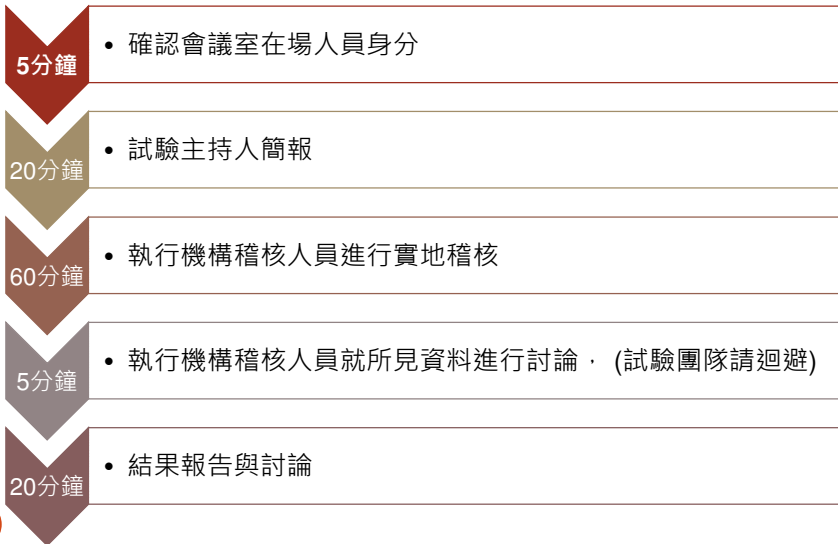 5分鐘
• 確認會議室在場人員身分
20分鐘
• 試驗主持人簡報
60分鐘
• 執行機構稽核人員進行實地稽核
5分鐘
• 執行機構稽核人員就所見資料進行討論， (試驗團隊請迴避)
20分鐘
• 結果報告與討論